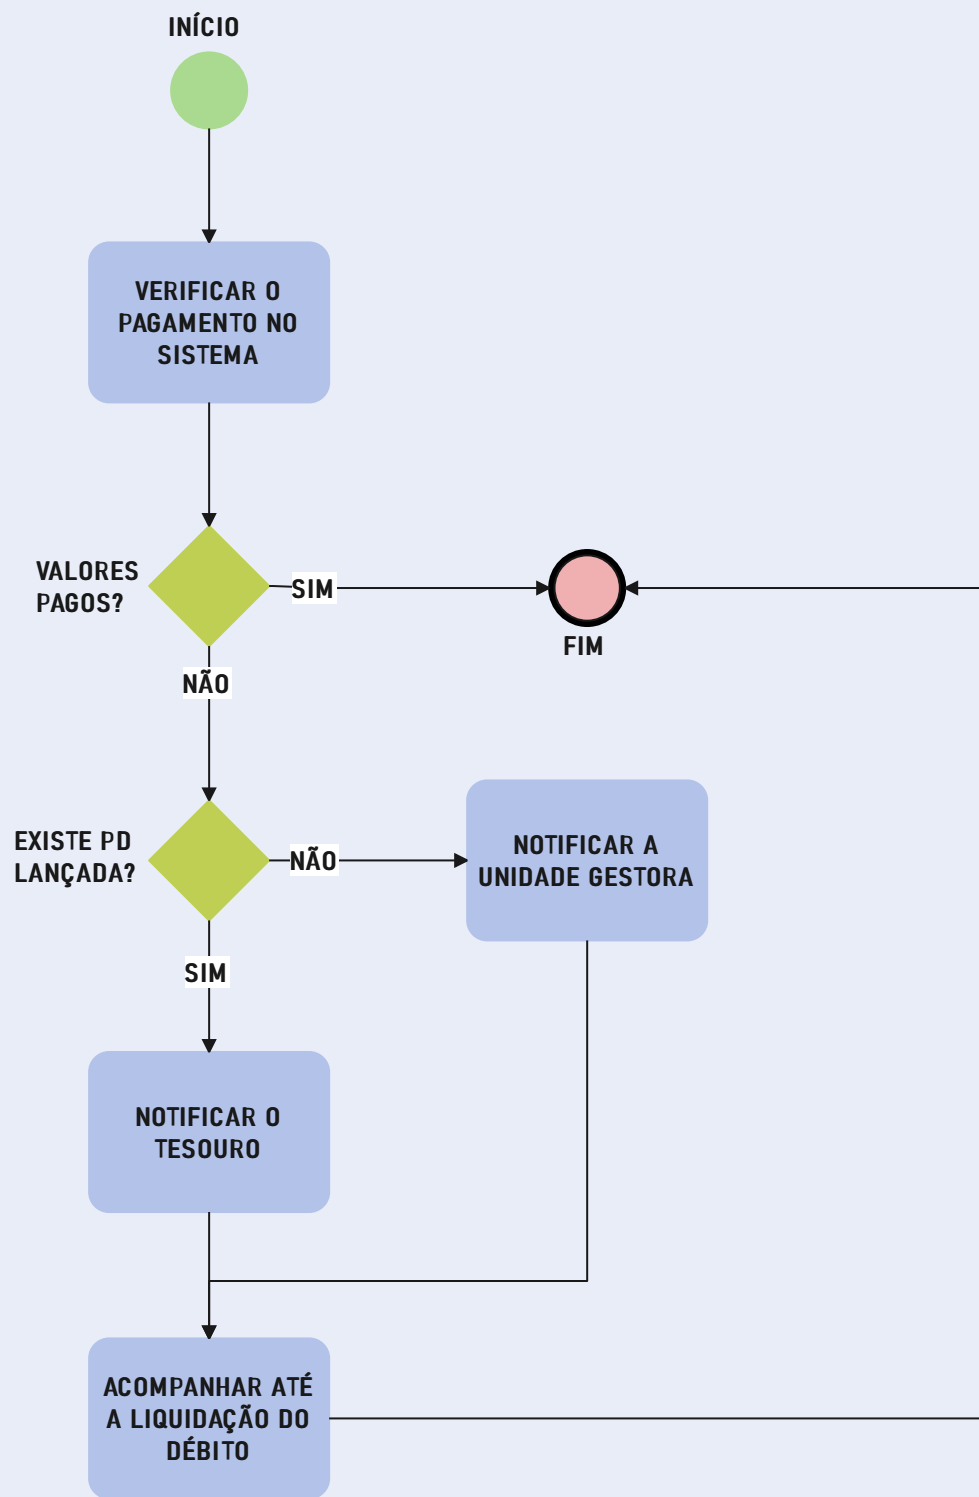 INÍCIO
VERIFICAR O
PAGAMENTO NO
SISTEMA
VALORES
PAGOS?
SIM
FIM
NÃO
EXISTE PD
LANÇADA?
NÃO
NOTIFICAR A
UNIDADE GESTORA
SIM
NOTIFICAR O
TESOURO
ACOMPANHAR ATÉ
A LIQUIDAÇÃO DO
DÉBITO